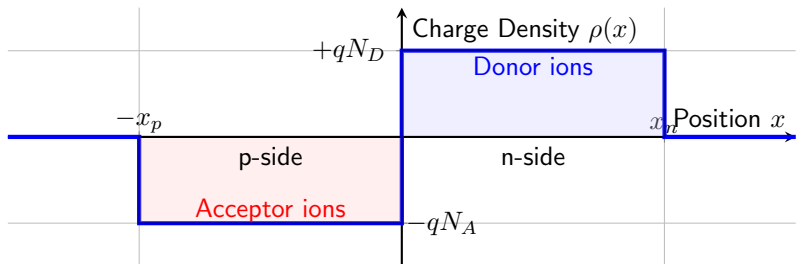 Charge Density ρ(x)
+qN_D
Donor ions
−x_p
x_n
Position x
p-side
n-side
Acceptor ions
−qN_A